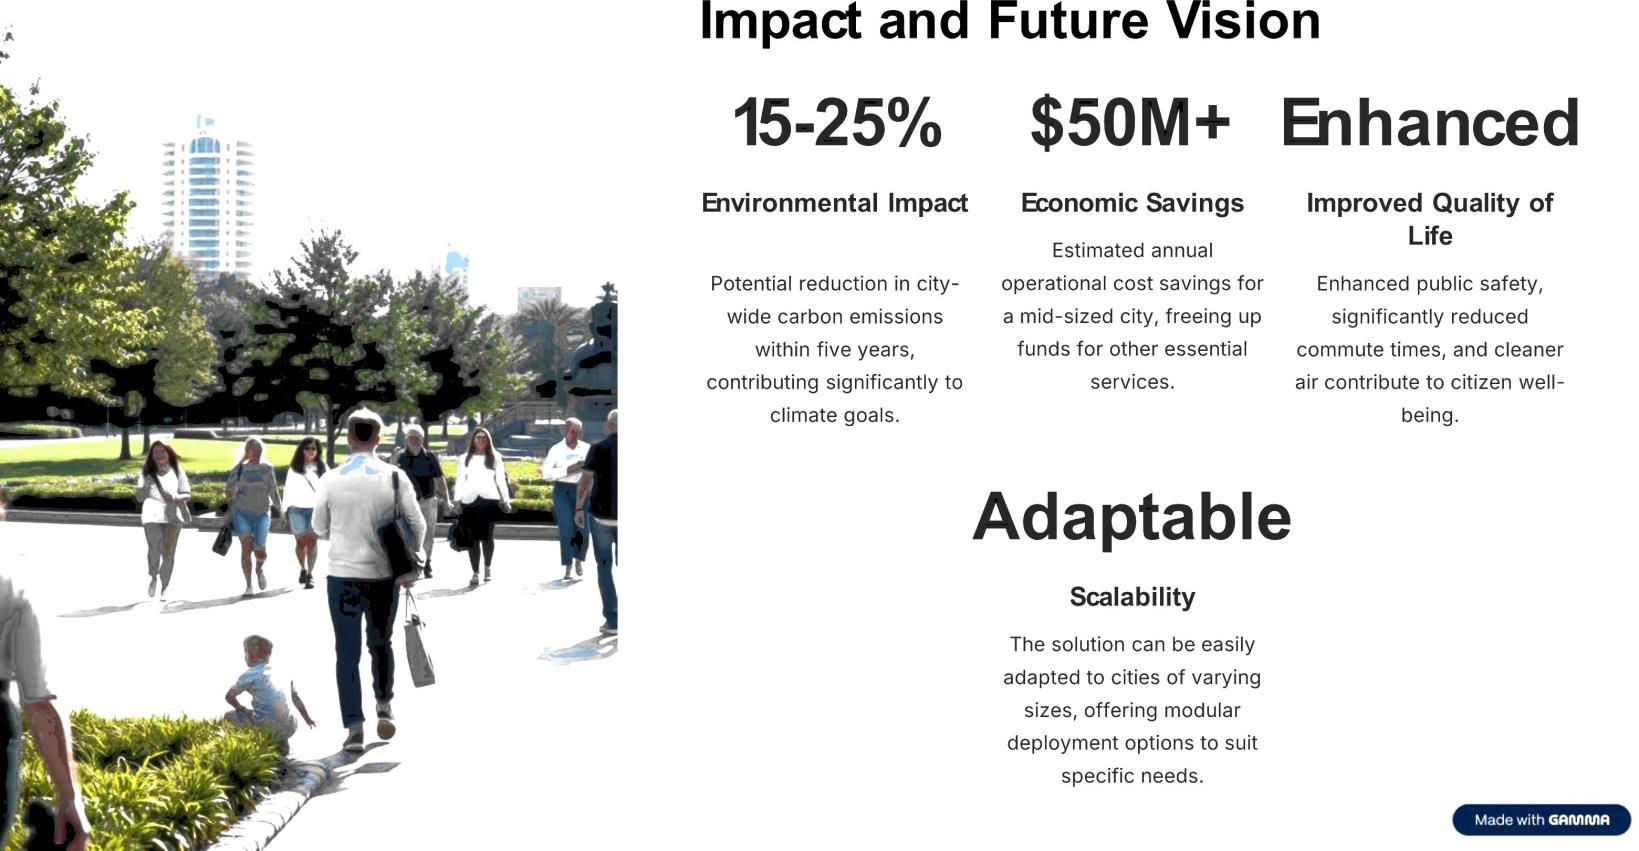 Impact and Future Vision
15-25%
Environmental Impact
Potential reduction in city-
wide carbon emissions
within five years,
contributing significantly to
climate goals.
$50M+
Economic Savings
Estimated annual
operational cost savings for
a mid-sized city, freeing up
funds for other essential
services.
Enhanced
Improved Quality of
Life
Enhanced public safety,
significantly reduced
commute times, and cleaner
air contribute to citizen well-
being.
Adaptable
Scalability
The solution can be easily
adapted to cities of varying
sizes, offering modular
deployment options to suit
specific needs.
Made with GAMMA